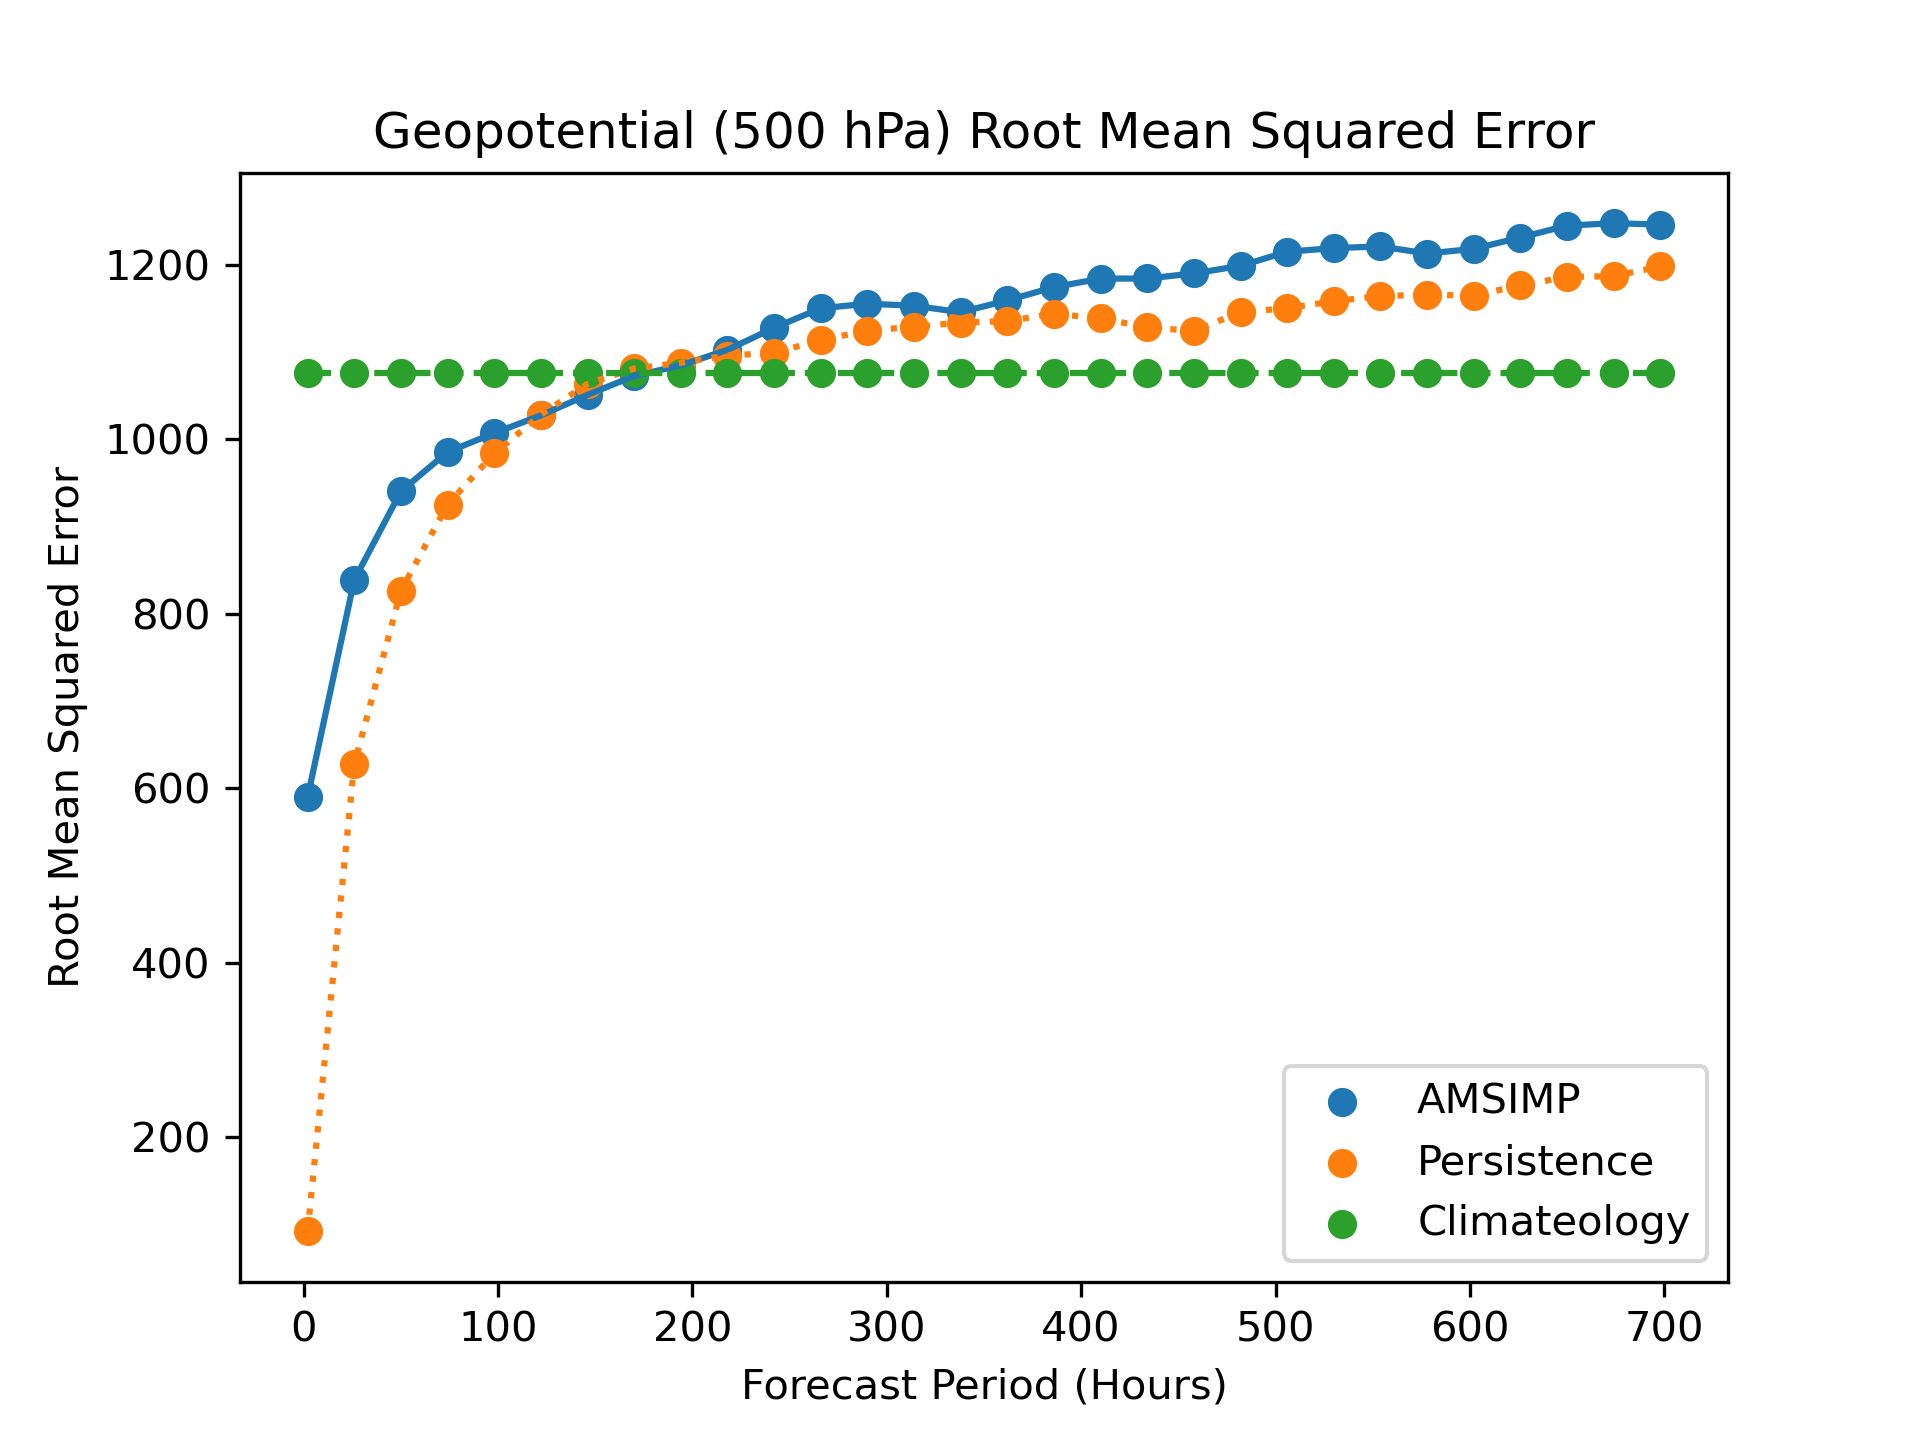 Geopotential (500 hPa) Root Mean Squared Error
Root Mean Squared Error
1200
1000
800
600
400
200
AMSIMP
Persistence
Climateology
0 100 200 300 400 500 600 700
Forecast Period (Hours)